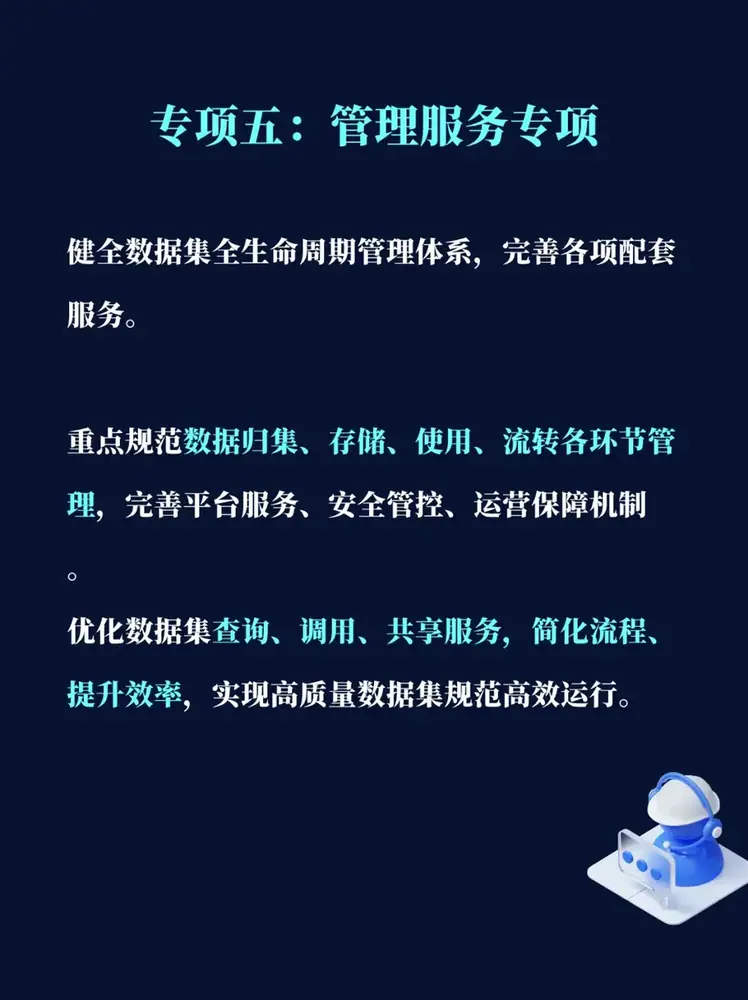 专项五：管理服务专项
健全数据集全生命周期管理体系，完善各项配套
服务。
重点规范数据归集、存储、使用、流转各环节管
理，完善平台服务、安全管控、运营保障机制
。
优化数据集查询、调用、共享服务，简化流程、
提升效率，实现高质量数据集规范高效运行。